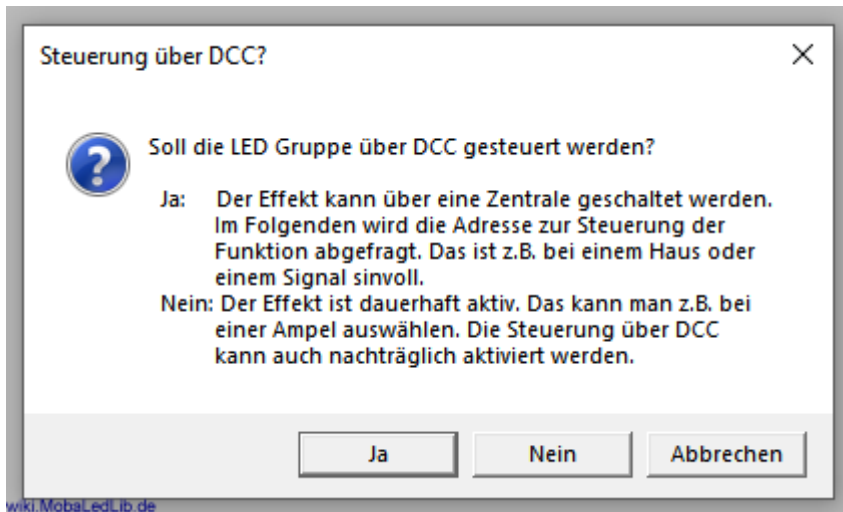 Steuerung über DCC?
Soll die LED Gruppe über DCC gesteuert werden?
Ja: Der Effekt kann über eine Zentrale geschaltet werden.
Im Folgenden wird die Adresse zur Steuerung der
Funktion abgefragt. Das ist z.B. bei einem Haus oder
einem Signal sinvoll.
Nein: Der Effekt ist dauerhaft aktiv. Das kann man z.B. bei
einer Ampel auswählen. Die Steuerung über DCC
kann auch nachträglich aktiviert werden.
Ja Nein Abbrechen
wiki.MobaLedLib.de